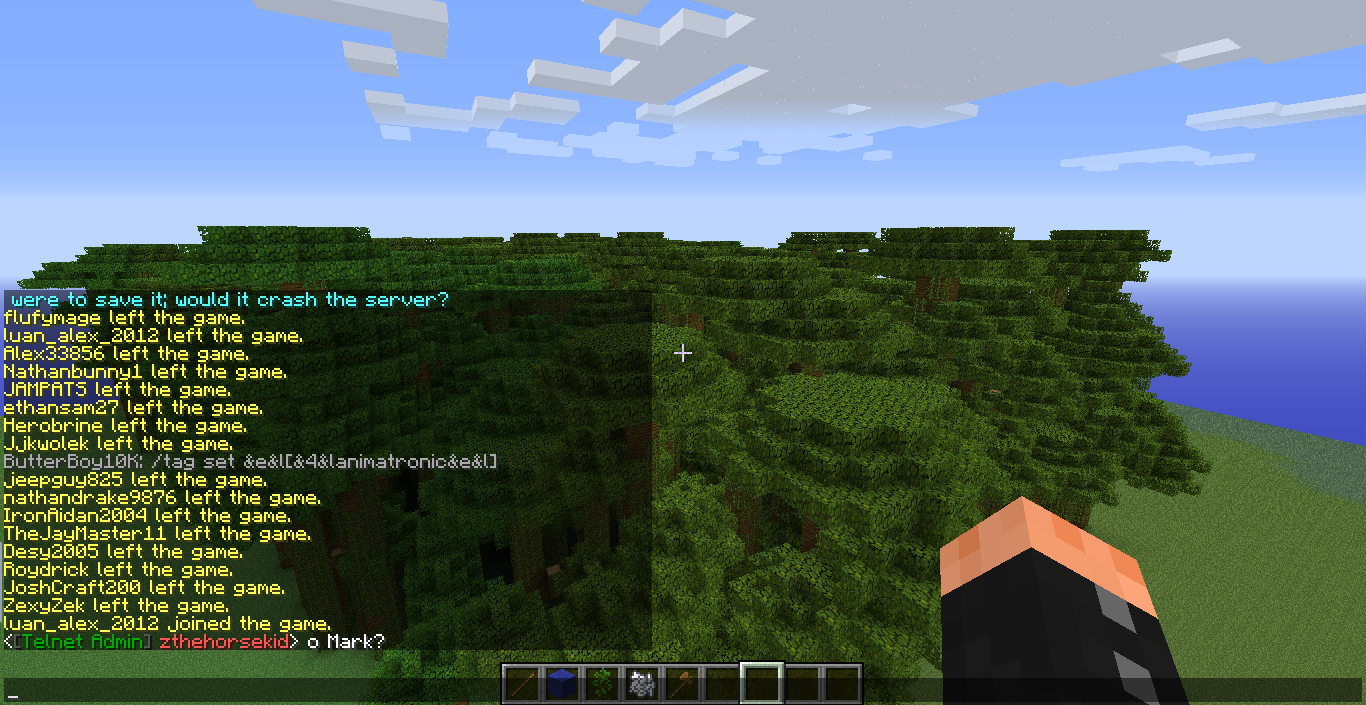 were to save it; would it crash the server?
flufymage left the game.
luan_alex_2012 left the game.
Alex33856 left the game.
Nathanbunny1 left the game.
JAMPATS left the game.
ethansam27 left the game.
Herobrine left the game.
Jjkwolek left the game.
ButterBoy10K: /tag set &e&l[&4&lanimatronic&e&l]
jeepguy825 left the game.
nathandrake9876 left the game.
IronAidan2004 left the game.
TheJayMaster11 left the game.
Desy2005 left the game.
Roydrick left the game.
JoshCraft200 left the game.
ZexyZek left the game.
luan_alex_2012 joined the game.
<[Telnet Admin] zthehorsekid> o Mark?
_